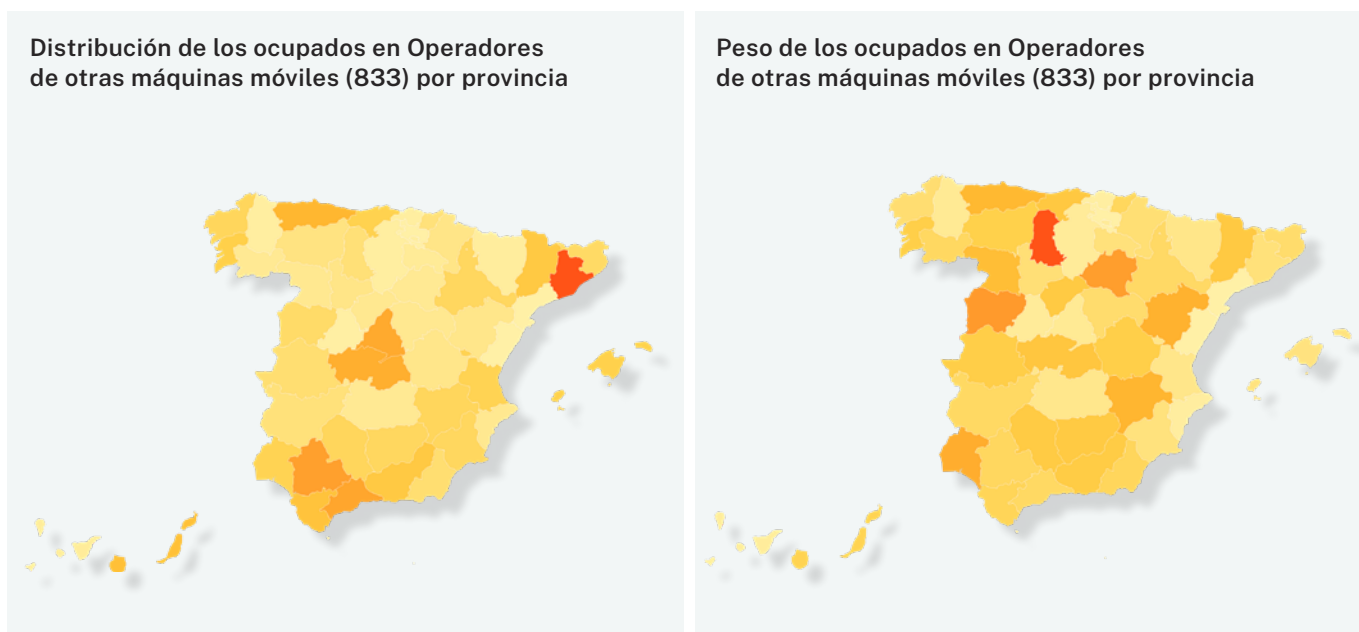 Distribución de los ocupados en Operadores
de otras máquinas móviles (833) por provincia
Peso de los ocupados en Operadores
de otras máquinas móviles (833) por provincia